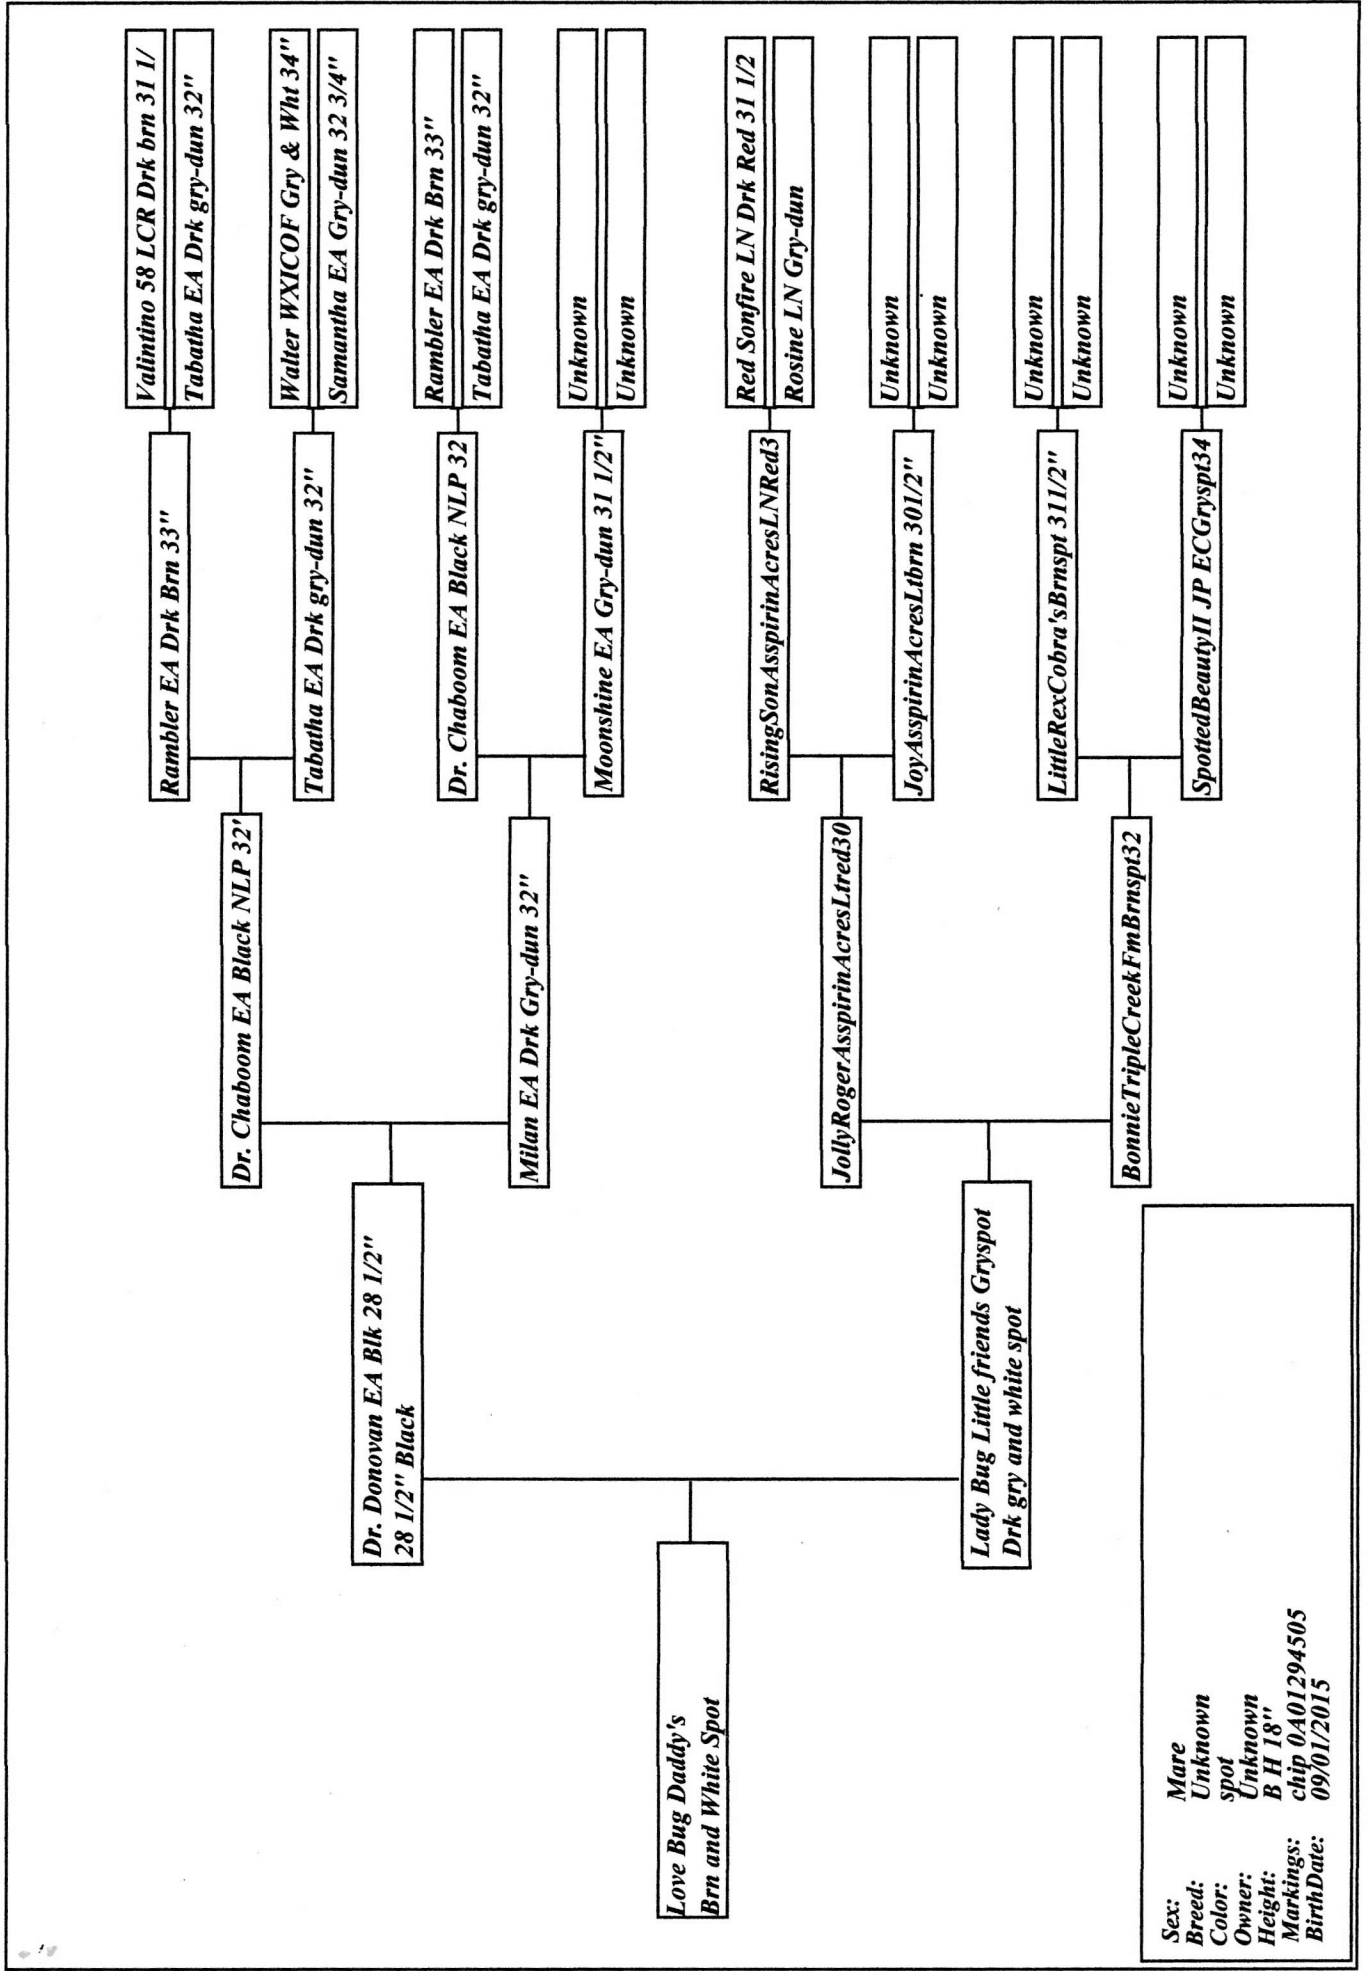 Love Bug Daddy's
Brn and White Spot
Dr. Donovan EA Blk 28 1/2"
28 1/2" Black
Lady Bug Little friends Gryspot
Drk gry and white spot
Dr. Chaboom EA Black NLP 32'
Milan EA Drk Gry-dun 32"
JollyRogerAsspirinAcresLtred30
BonnieTripleCreekFmBrnspt32
Rambler EA Drk Brn 33"
Tabatha EA Drk gry-dun 32"
Dr. Chaboom EA Black NLP 32
Moonshine EA Gry-dun 31 1/2"
RisingSonAsspirinAcresLNRed3
JoyAsspirinAcresLtbrn 301/2"
LittleRexCobra'sBrnspt 311/2"
SpottedBeautyII JP ECGryspt34
Valintino 58 LCR Drk brn 31 1/
Tabatha EA Drk gry-dun 32"
Walter WXICOF Gry & Wht 34"
Samantha EA Gry-dun 32 3/4"
Rambler EA Drk Brn 33"
Tabatha EA Drk gry-dun 32"
Unknown
Unknown
Red Sonfire LN Drk Red 31 1/2
Rosine LN Gry-dun
Unknown
Unknown
Unknown
Unknown
Unknown
Unknown
Sex: Mare
Breed: Unknown
Color: spot
Owner: Unknown
Height: B H 18"
Markings: chip 0A01294505
BirthDate: 09/01/2015